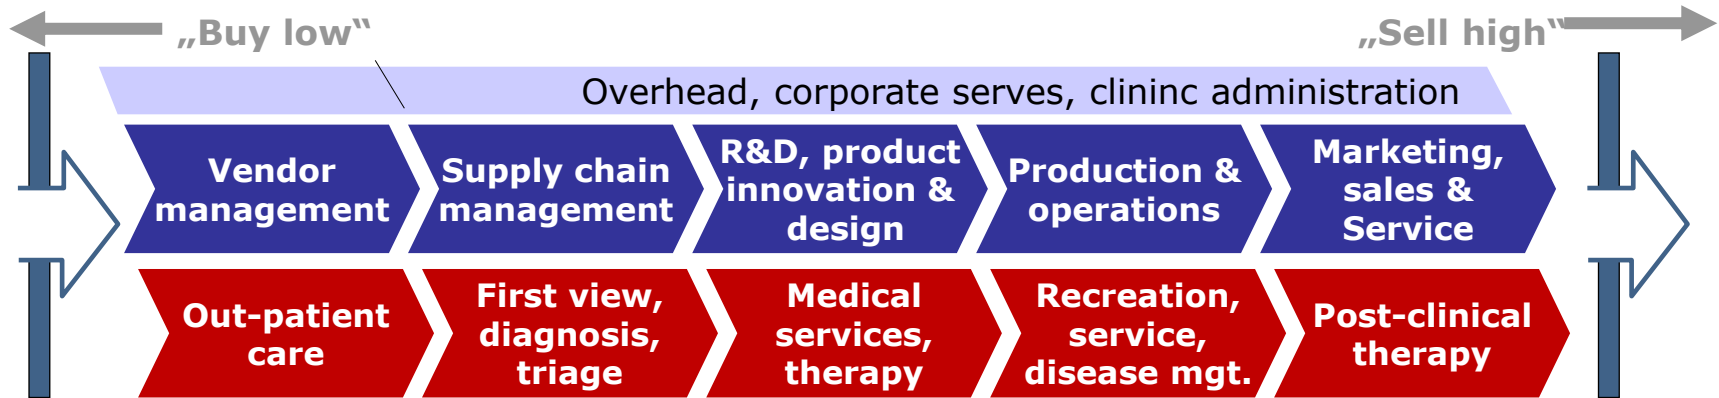 „Buy low“
„Sell high“
Overhead, corporate serves, clininc administration
Vendor
management
Supply chain
management
R&D, product
innovation &
design
Production &
operations
Marketing,
sales &
Service
Out-patient
care
First view,
diagnosis,
triage
Medical
services,
therapy
Recreation,
service,
disease mgt.
Post-clinical
therapy